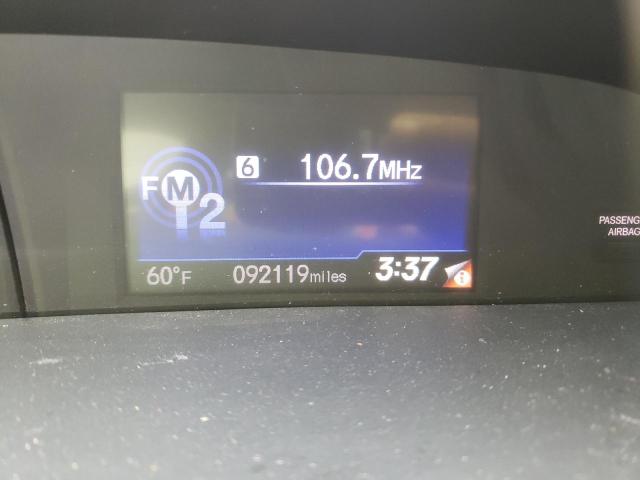 6 106.7MHz
FM
2
PASSENG
AIRBAG
60°F 092119miles 3:37
i